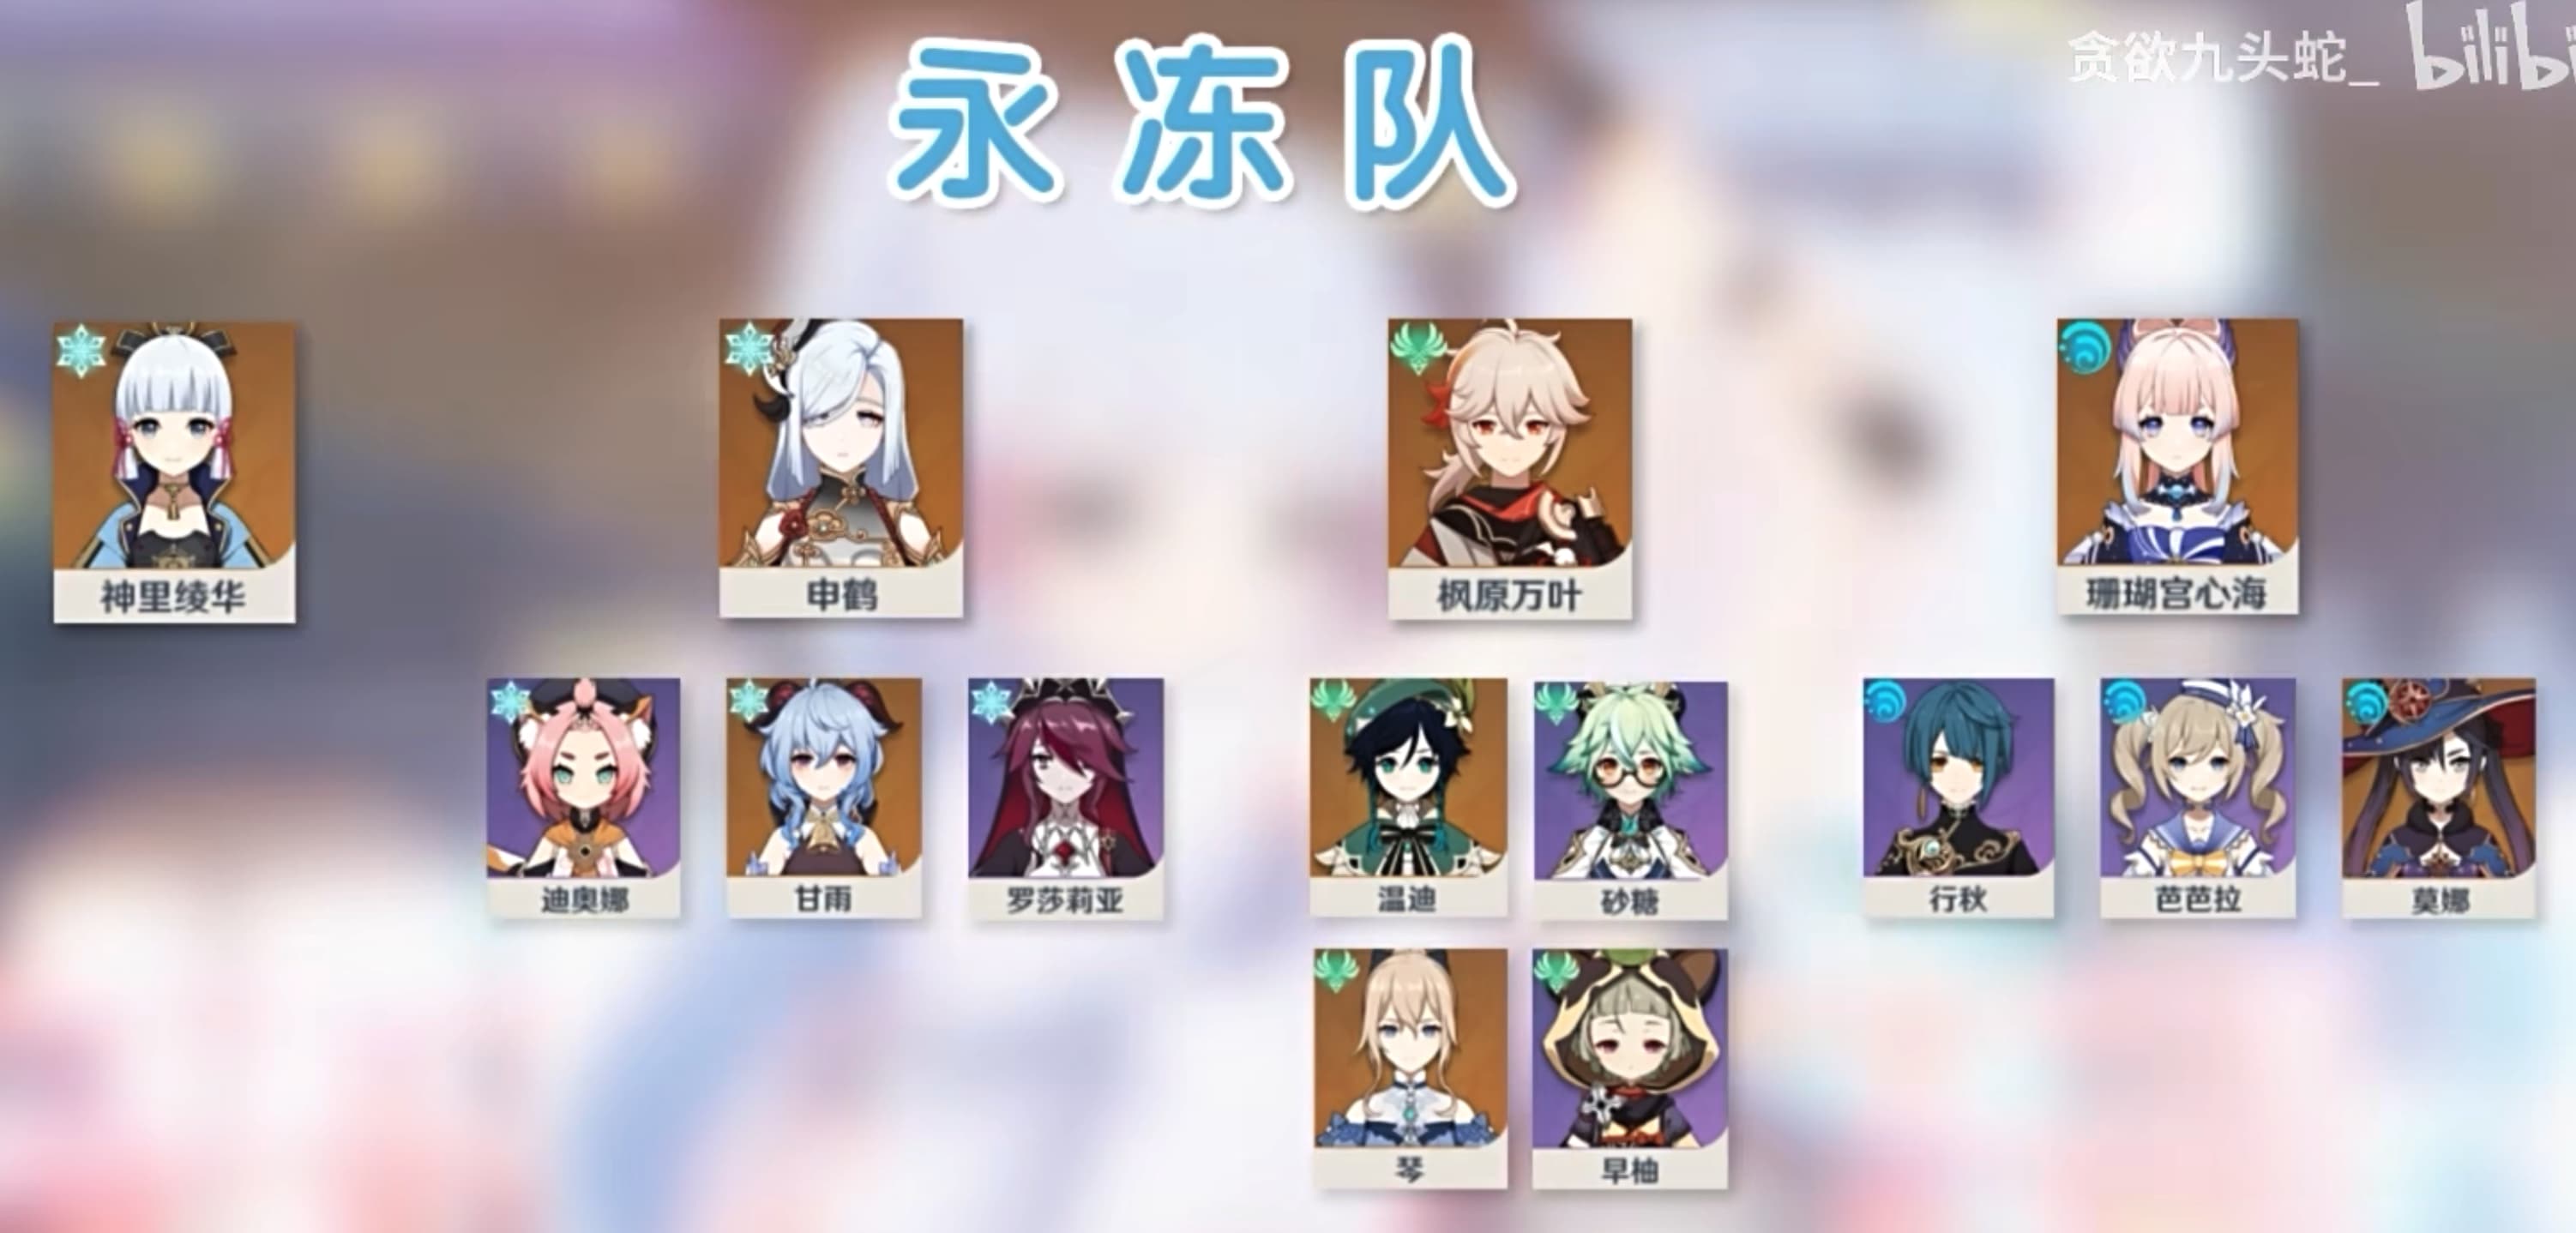 贪欲九头蛇_ bilibi
永冻队
神里绫华
申鹤
枫原万叶
珊瑚宫心海
迪奥娜
甘雨
罗莎莉亚
温迪
砂糖
行秋
芭芭拉
莫娜
琴
早柚